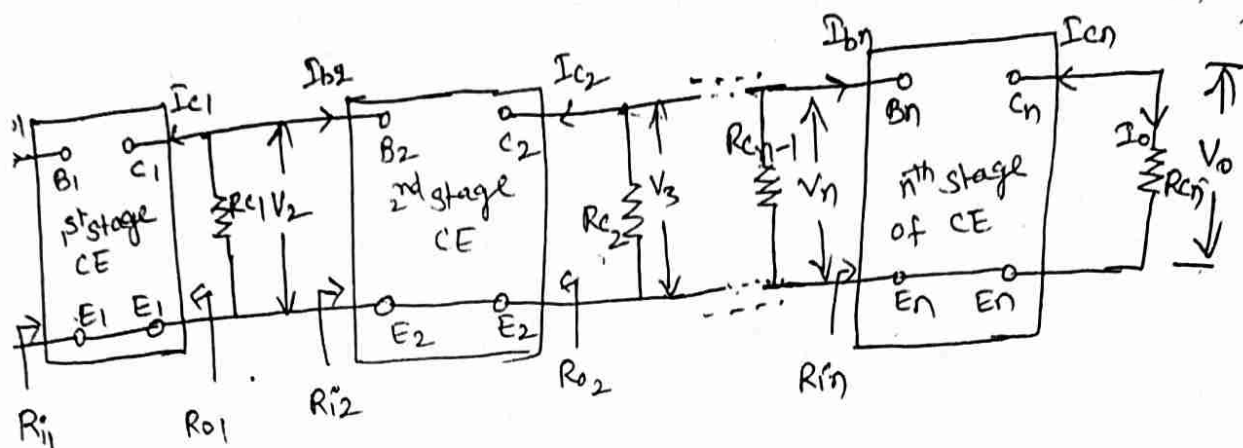 Ibn
Icn
Ib2
Ic2
Ic1
B1
C1
B2
C2
Bn
Cn
Rcn-1
I0
V0
1st stage
CE
Rc1
V2
2nd stage
CE
Rc2
V3
Vn
nth stage
of CE
Rcn
E1
E1
E2
E2
En
En
Ri1
Ro1
Ri2
Ro2
Rin